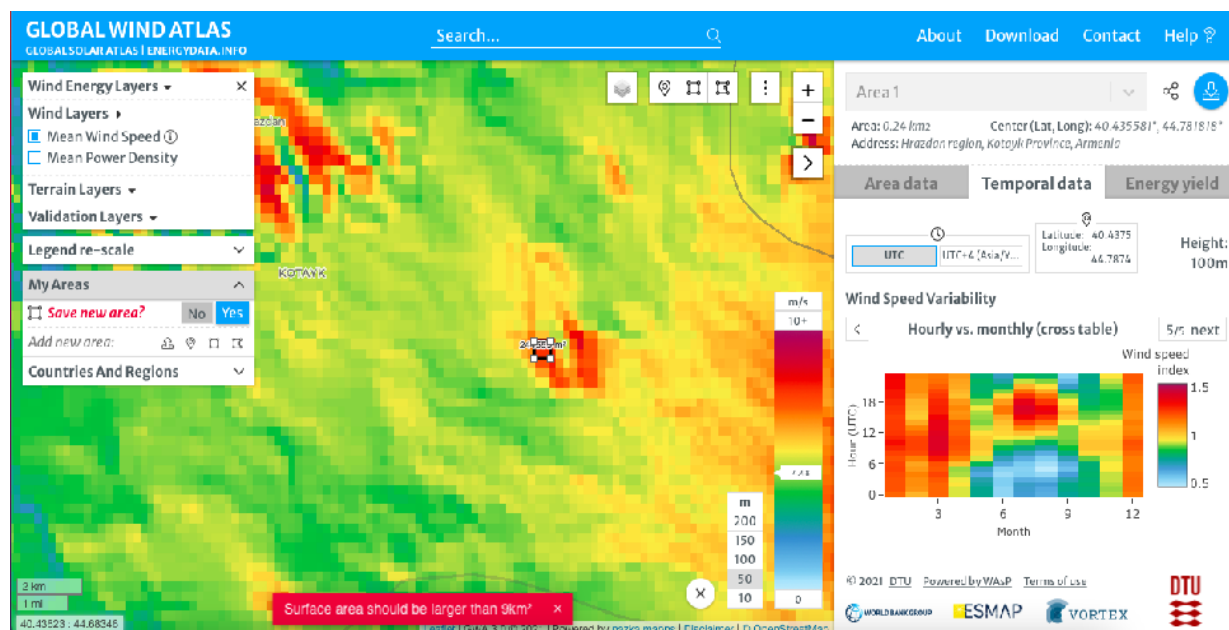 GLOBAL WIND ATLAS
GLOBAL SOLAR ATLAS | ENERGYDATA.INFO
Search...
About
Download
Contact
Help
Wind Energy Layers
Wind Layers
Mean Wind Speed
Mean Power Density
Terrain Layers
Validation Layers
Legend re-scale
My Areas
Save new area?
No
Yes
Add new area:
Countries And Regions
KOTAYK
m/s
10+
0
m
200
150
100
50
10
2 km
1 mi
Surface area should be larger than 9km²
Area 1
Area: 0.24 km2
Center (Lat, Long): 40.435581°, 44.781818°
Address: Hrazdan region, Kotayk Province, Armenia
Area data
Temporal data
Energy yield
UTC
UTC+4 (Asia/Y...
Latitude: 40.4375
Longitude:
44.7874
Height:
100m
Wind Speed Variability
Hourly vs. monthly (cross table)
next
Wind speed
index
1.5
1
0.5
Hour (UTC)
18
12
6
0
3
6
9
12
Month
© 2021 DTU Powered by WAsP Terms of use
WORLD BANK GROUP
ESMAP
VORTEX
DTU